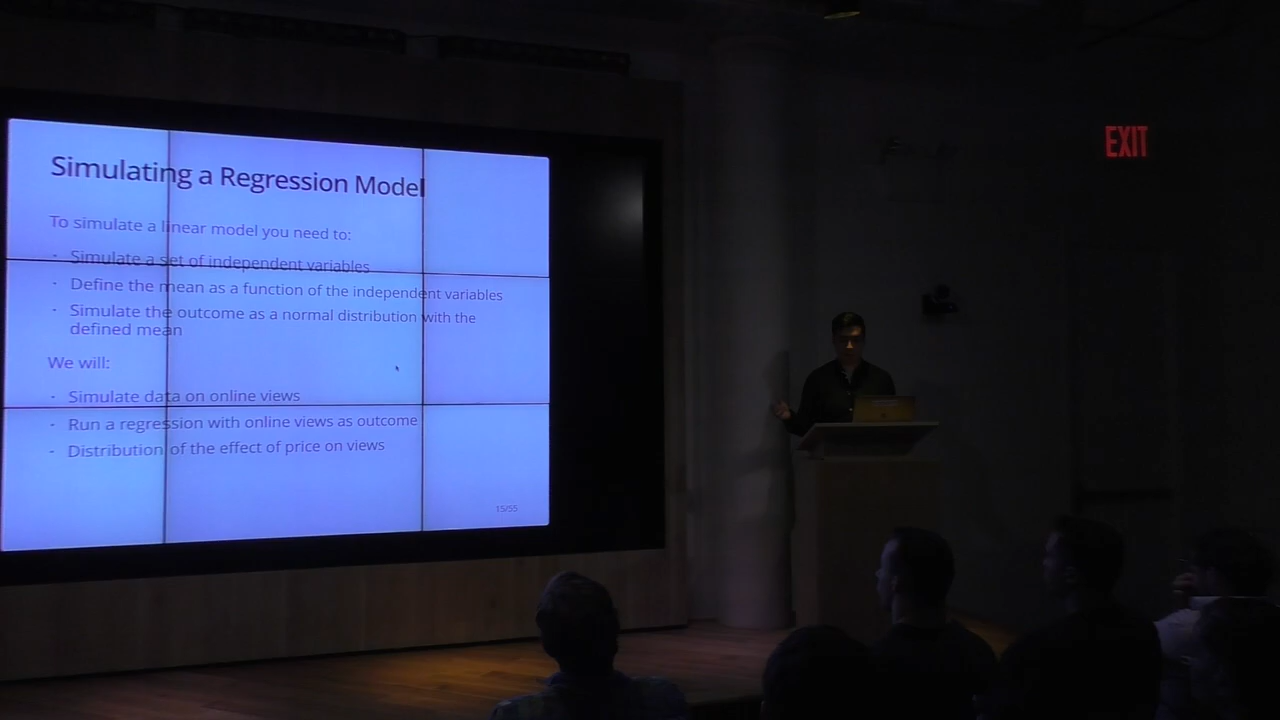 Simulating a Regression Model
To simulate a linear model you need to:
· Simulate a set of independent variables
· Define the mean as a function of the independent variables
· Simulate the outcome as a normal distribution with the
defined mean
We will:
· Simulate data on online views
· Run a regression with online views as outcome
· Distribution of the effect of price on views
15/55
EXIT